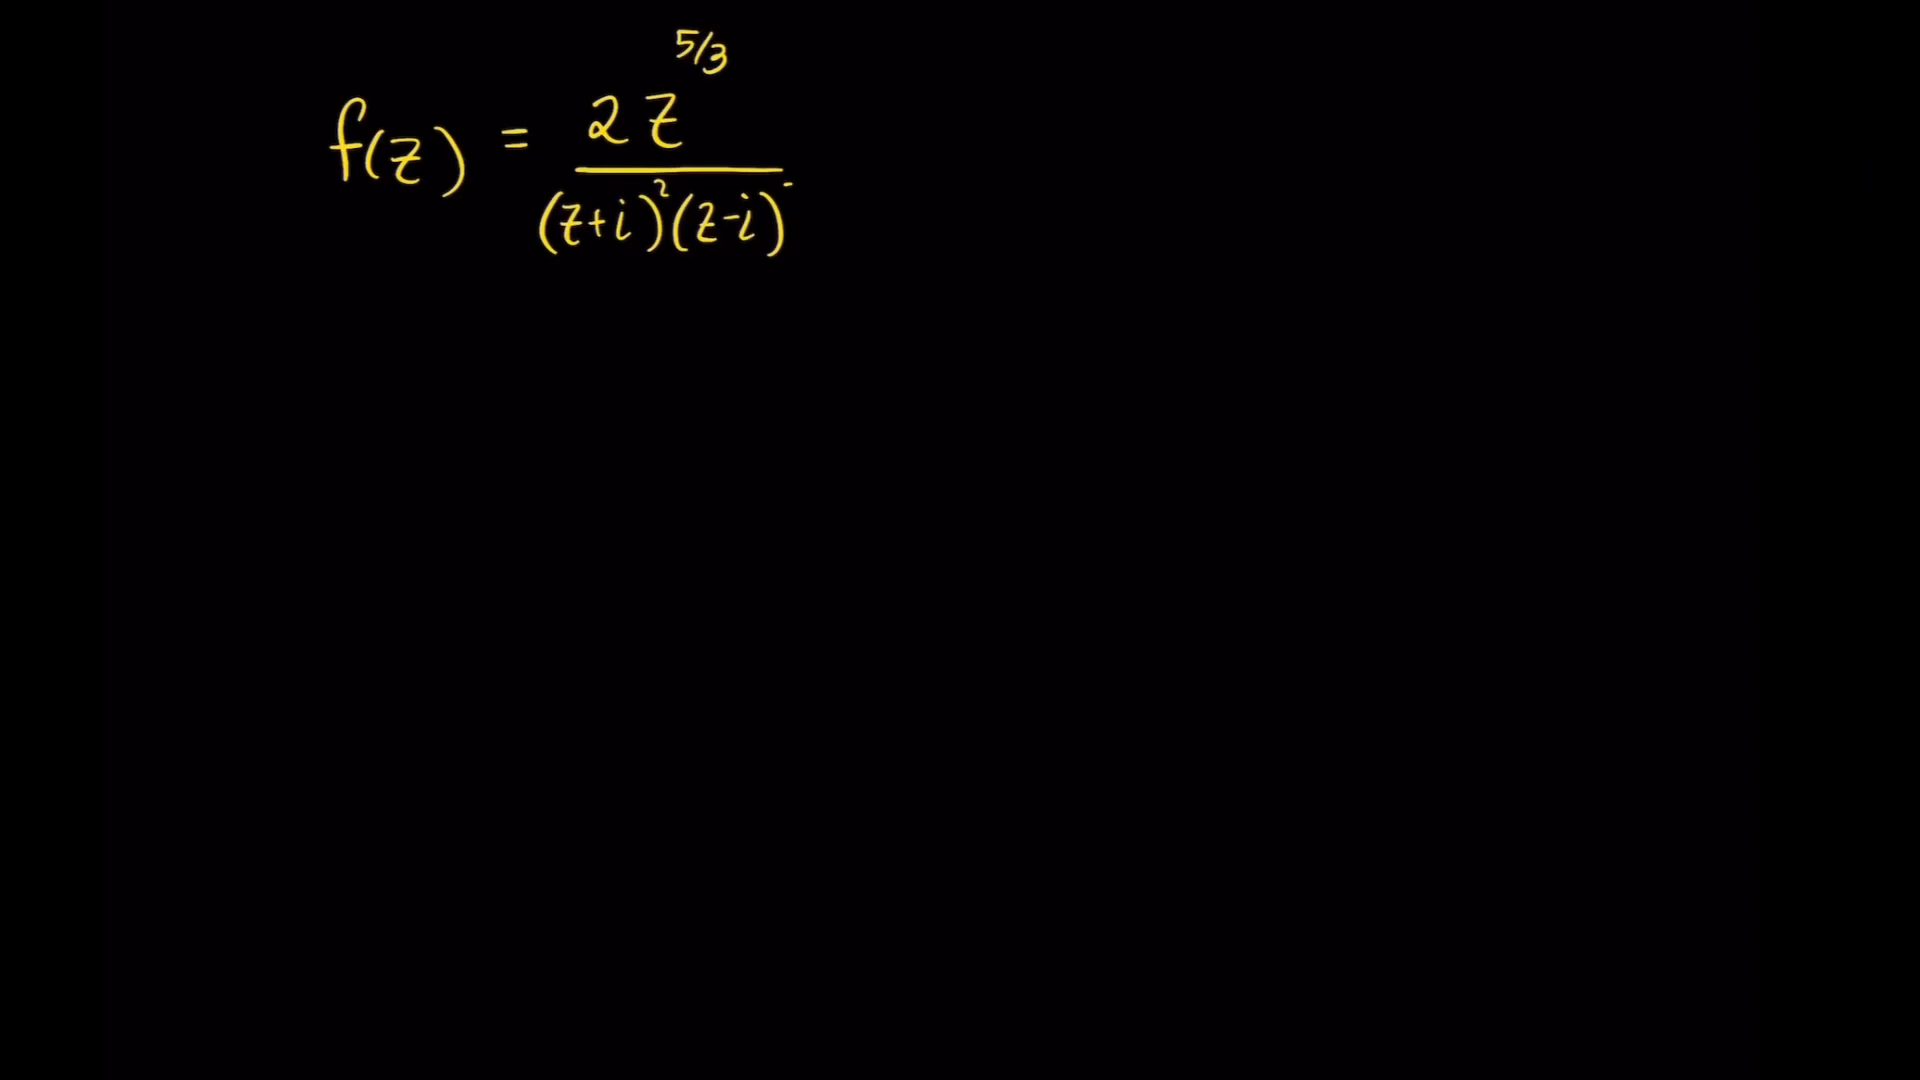 f(z) = 2z^{5/3} / (z+i)^2(z-i)^-